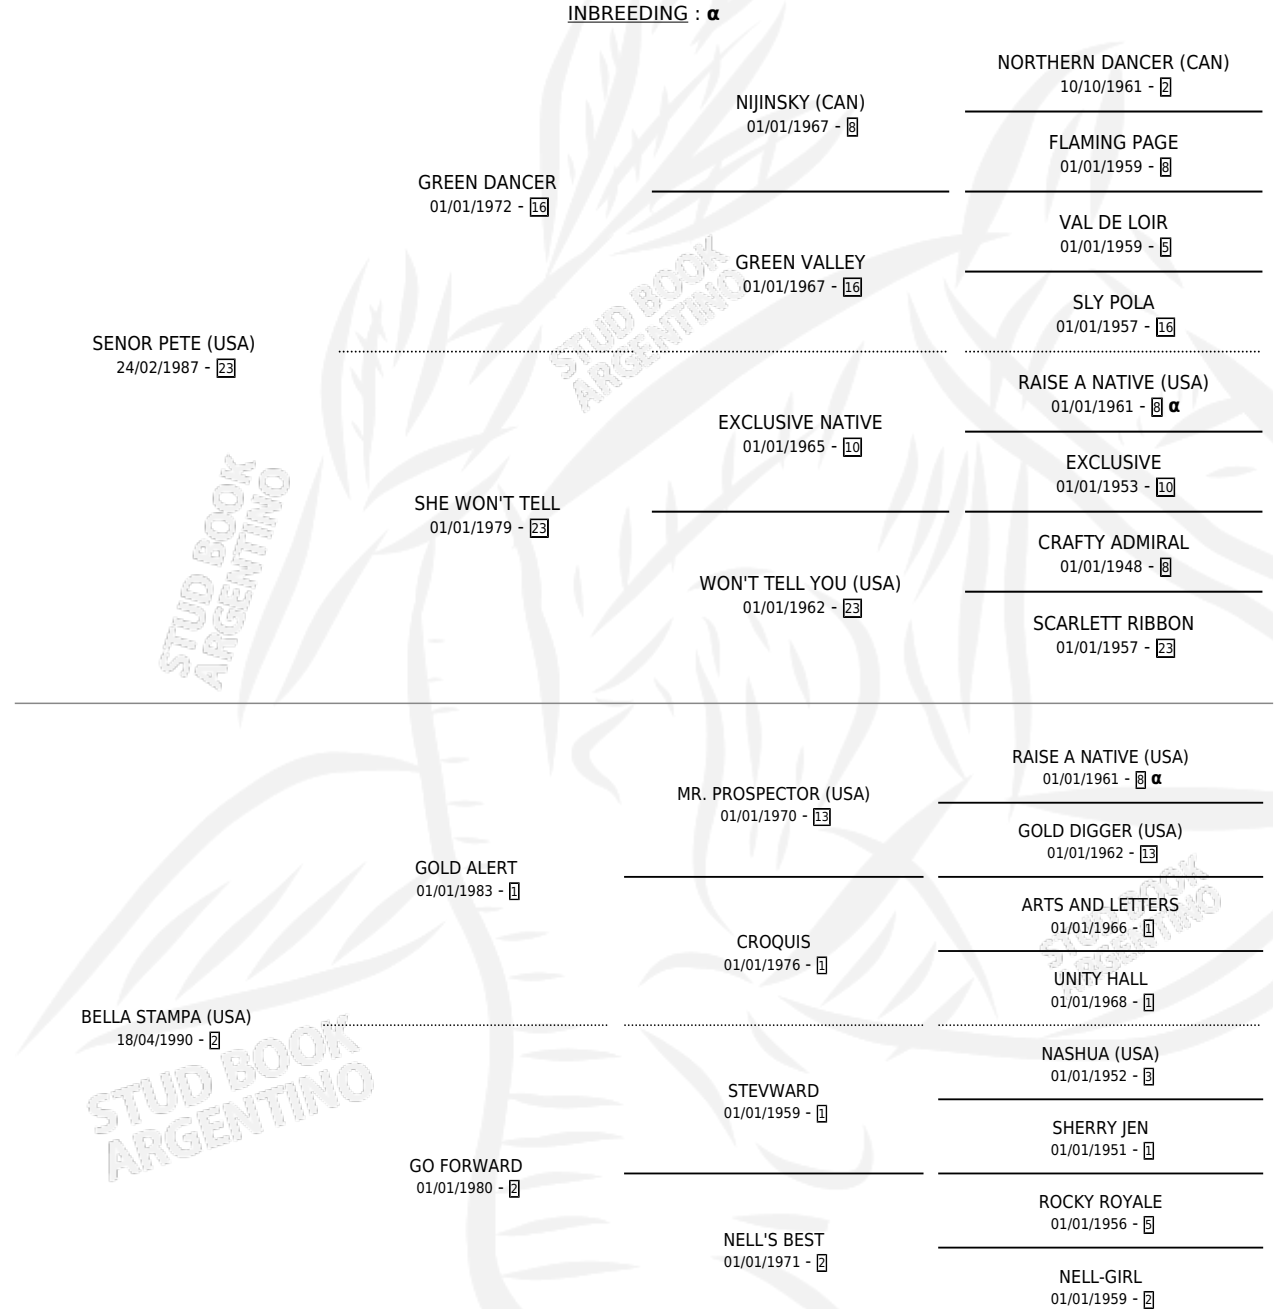 INBREEDING : α
NORTHERN DANCER (CAN)
10/10/1961 - 2
NIJINSKY (CAN)
01/01/1967 - 8
FLAMING PAGE
01/01/1959 - 8
GREEN DANCER
01/01/1972 - 16
VAL DE LOIR
01/01/1959 - 5
GREEN VALLEY
01/01/1967 - 16
SLY POLA
01/01/1957 - 16
SENOR PETE (USA)
24/02/1987 - 23
RAISE A NATIVE (USA)
01/01/1961 - 8 α
EXCLUSIVE NATIVE
01/01/1965 - 10
EXCLUSIVE
01/01/1953 - 10
SHE WON'T TELL
01/01/1979 - 23
CRAFTY ADMIRAL
01/01/1948 - 8
WON'T TELL YOU (USA)
01/01/1962 - 23
SCARLETT RIBBON
01/01/1957 - 23
RAISE A NATIVE (USA)
01/01/1961 - 8 α
MR. PROSPECTOR (USA)
01/01/1970 - 13
GOLD DIGGER (USA)
01/01/1962 - 13
GOLD ALERT
01/01/1983 - 1
ARTS AND LETTERS
01/01/1966 - 1
CROQUIS
01/01/1976 - 1
UNITY HALL
01/01/1968 - 1
BELLA STAMPA (USA)
18/04/1990 - 2
NASHUA (USA)
01/01/1952 - 3
STEVWARD
01/01/1959 - 1
SHERRY JEN
01/01/1951 - 1
GO FORWARD
01/01/1980 - 2
ROCKY ROYALE
01/01/1956 - 5
NELL'S BEST
01/01/1971 - 2
NELL-GIRL
01/01/1959 - 2
STUD BOOK
ARGENTINO
STUD BOOK
ARGENTINO
STUD BOOK
ARGENTINO
STUD BOOK
ARGENTINO